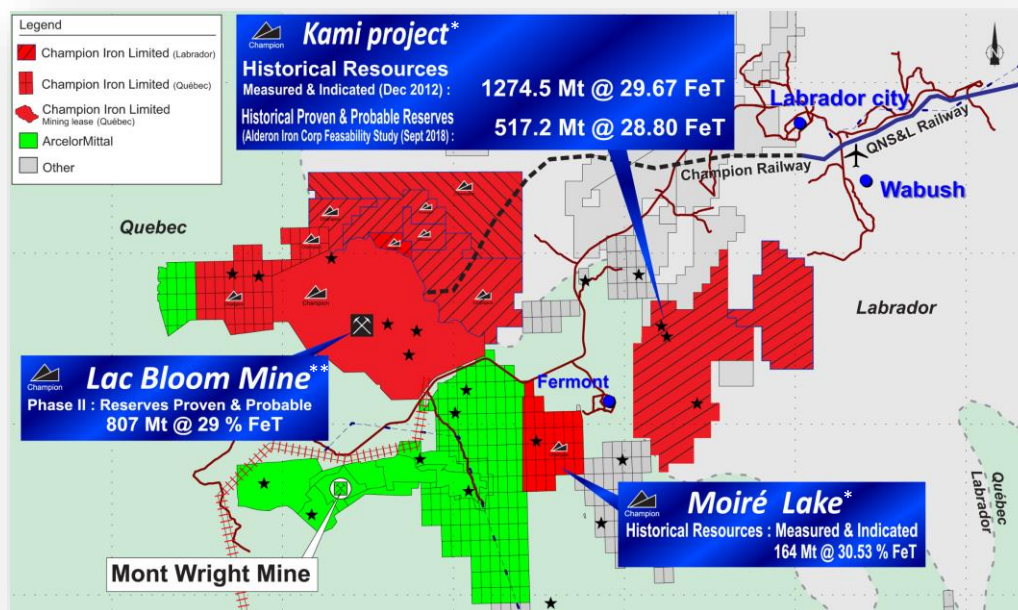 Legend
Champion Iron Limited (Labrador)
Champion Iron Limited (Québec)
Champion Iron Limited
Mining lease (Québec)
ArcelorMittal
Other
Champion
Kami project*
Historical Resources
Measured & Indicated (Dec 2012) : 1274.5 Mt @ 29.67 FeT
Historical Proven & Probable Reserves
(Alderon Iron Corp Feasability Study (Sept 2018) : 517.2 Mt @ 28.80 FeT
Labrador city
QNS&L Railway
Champion Railway
Wabush
Quebec
Labrador
Champion
Lac Bloom Mine**
Phase II : Reserves Proven & Probable
807 Mt @ 29 % FeT
Fermont
Champion
Moiré Lake*
Historical Resources : Measured & Indicated
164 Mt @ 30.53 % FeT
Mont Wright Mine
Québec
Labrador